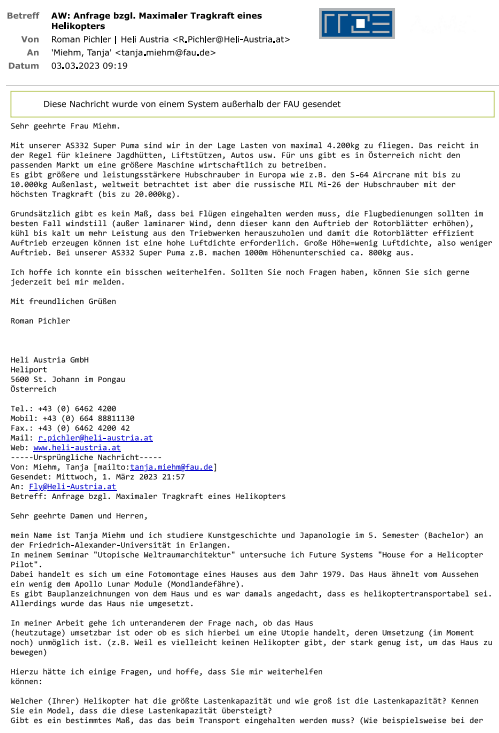 Betreff AW: Anfrage bzgl. Maximaler Tragkraft eines
Helikopters
Von Roman Pichler | Heli Austria <R.Pichler@Heli-Austria.at>
An 'Miehm, Tanja' <tanja.miehm@fau.de>
Datum 03.03.2023 09:19
Diese Nachricht wurde von einem System außerhalb der FAU gesendet
Sehr geehrte Frau Miehm.
Mit unserer AS332 Super Puma sind wir in der Lage Lasten von maximal 4.200kg zu fliegen. Das reicht in
der Regel für kleinere Jagdhütten, Liftstützen, Autos usw. Für uns gibt es in Österreich nicht den
passenden Markt um eine größere Maschine wirtschaftlich zu betreiben.
Es gibt größere und leistungsstärkere Hubschrauber in Europa wie z.B. den S-64 Aircrane mit bis zu
10.000kg Außenlast, weltweit betrachtet ist aber die russische MIL Mi-26 der Hubschrauber mit der
höchsten Tragkraft (bis zu 20.000kg).
Grundsätzlich gibt es kein Maß, dass bei Flügen eingehalten werden muss, die Flugbedienungen sollten im
besten Fall windstill (außer laminarer Wind, denn dieser kann den Auftrieb der Rotorblätter erhöhen),
kühl bis kalt um mehr Leistung aus den Triebwerken herauszuholen und damit die Rotorblätter effizient
Auftrieb erzeugen können ist eine hohe Luftdichte erforderlich. Große Höhe=wenig Luftdichte, also weniger
Auftrieb. Bei unserer AS332 Super Puma z.B. machen 1000m Höhenunterschied ca. 800kg aus.
Ich hoffe ich konnte ein bisschen weiterhelfen. Sollten Sie noch Fragen haben, können Sie sich gerne
jederzeit bei mir melden.
Mit freundlichen Grüßen
Roman Pichler
Heli Austria GmbH
Heliport
5600 St. Johann im Pongau
Österreich
Tel.: +43 (0) 6462 4200
Mobil: +43 (0) 664 88811130
Fax.: +43 (0) 6462 4200 42
Mail: r.pichler@heli-austria.at
Web: www.heli-austria.at
-----Ursprüngliche Nachricht-----
Von: Miehm, Tanja [mailto:tanja.miehm@fau.de]
Gesendet: Mittwoch, 1. März 2023 21:57
An: Fly@Heli-Austria.at
Betreff: Anfrage bzgl. Maximaler Tragkraft eines Helikopters
Sehr geehrte Damen und Herren,
mein Name ist Tanja Miehm und ich studiere Kunstgeschichte und Japanologie im 5. Semester (Bachelor) an
der Friedrich-Alexander-Universität in Erlangen.
In meinem Seminar "Utopische Weltraumarchitektur" untersuche ich Future Systems "House for a Helicopter
Pilot".
Dabei handelt es sich um eine Fotomontage eines Hauses aus dem Jahr 1979. Das Haus ähnelt vom Aussehen
ein wenig dem Apollo Lunar Module (Mondlandefähre).
Es gibt Bauplanzeichnungen von dem Haus und es war damals angedacht, dass es helikoptertransportabel sei.
Allerdings wurde das Haus nie umgesetzt.
In meiner Arbeit gehe ich unteranderem der Frage nach, ob das Haus
(heutzutage) umsetzbar ist oder ob es sich hierbei um eine Utopie handelt, deren Umsetzung (im Moment
noch) unmöglich ist. (z.B. Weil es vielleicht keinen Helikopter gibt, der stark genug ist, um das Haus zu
bewegen)
Hierzu hätte ich einige Fragen, und hoffe, dass Sie mir weiterhelfen
können:
Welcher (Ihrer) Helikopter hat die größte Lastenkapazität und wie groß ist die Lastenkapazität? Kennen
Sie ein Model, dass die diese Lastenkapazität übersteigt?
Gibt es ein bestimmtes Maß, das das beim Transport eingehalten werden muss? (Wie beispielsweise bei der